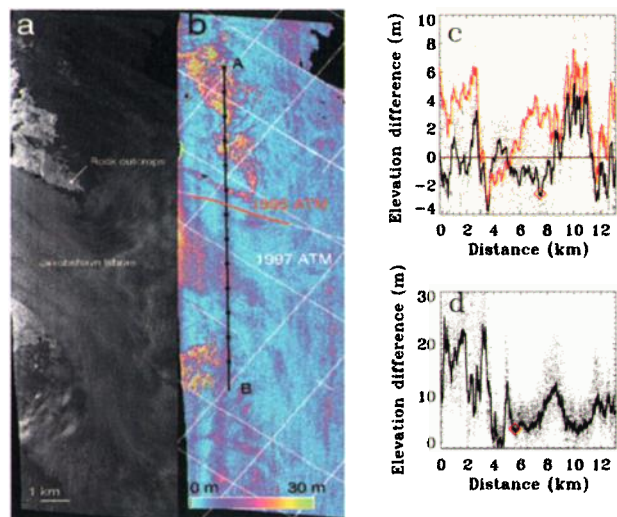 a
Rock outcrops
Jakobshavn Isbrae
1 km
b
A
1995 ATM
1997 ATM
B
0 m
30 m
c
Elevation difference (m)
10
8
6
4
2
0
-2
-4
0 2 4 6 8 10 12
Distance (km)
d
Elevation difference (m)
30
20
10
0
0 2 4 6 8 10 12
Distance (km)